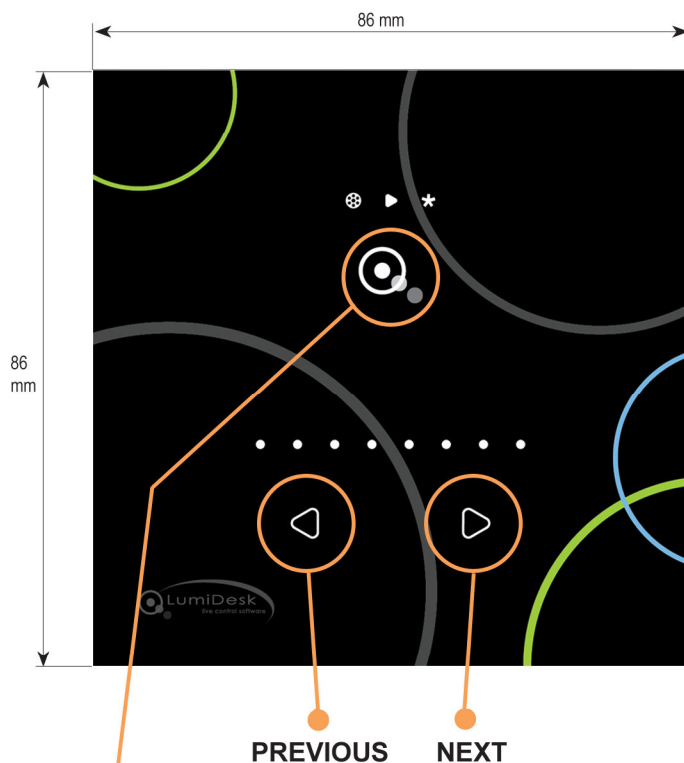 86 mm
86
mm
LumiDesk
live control software
PREVIOUS NEXT